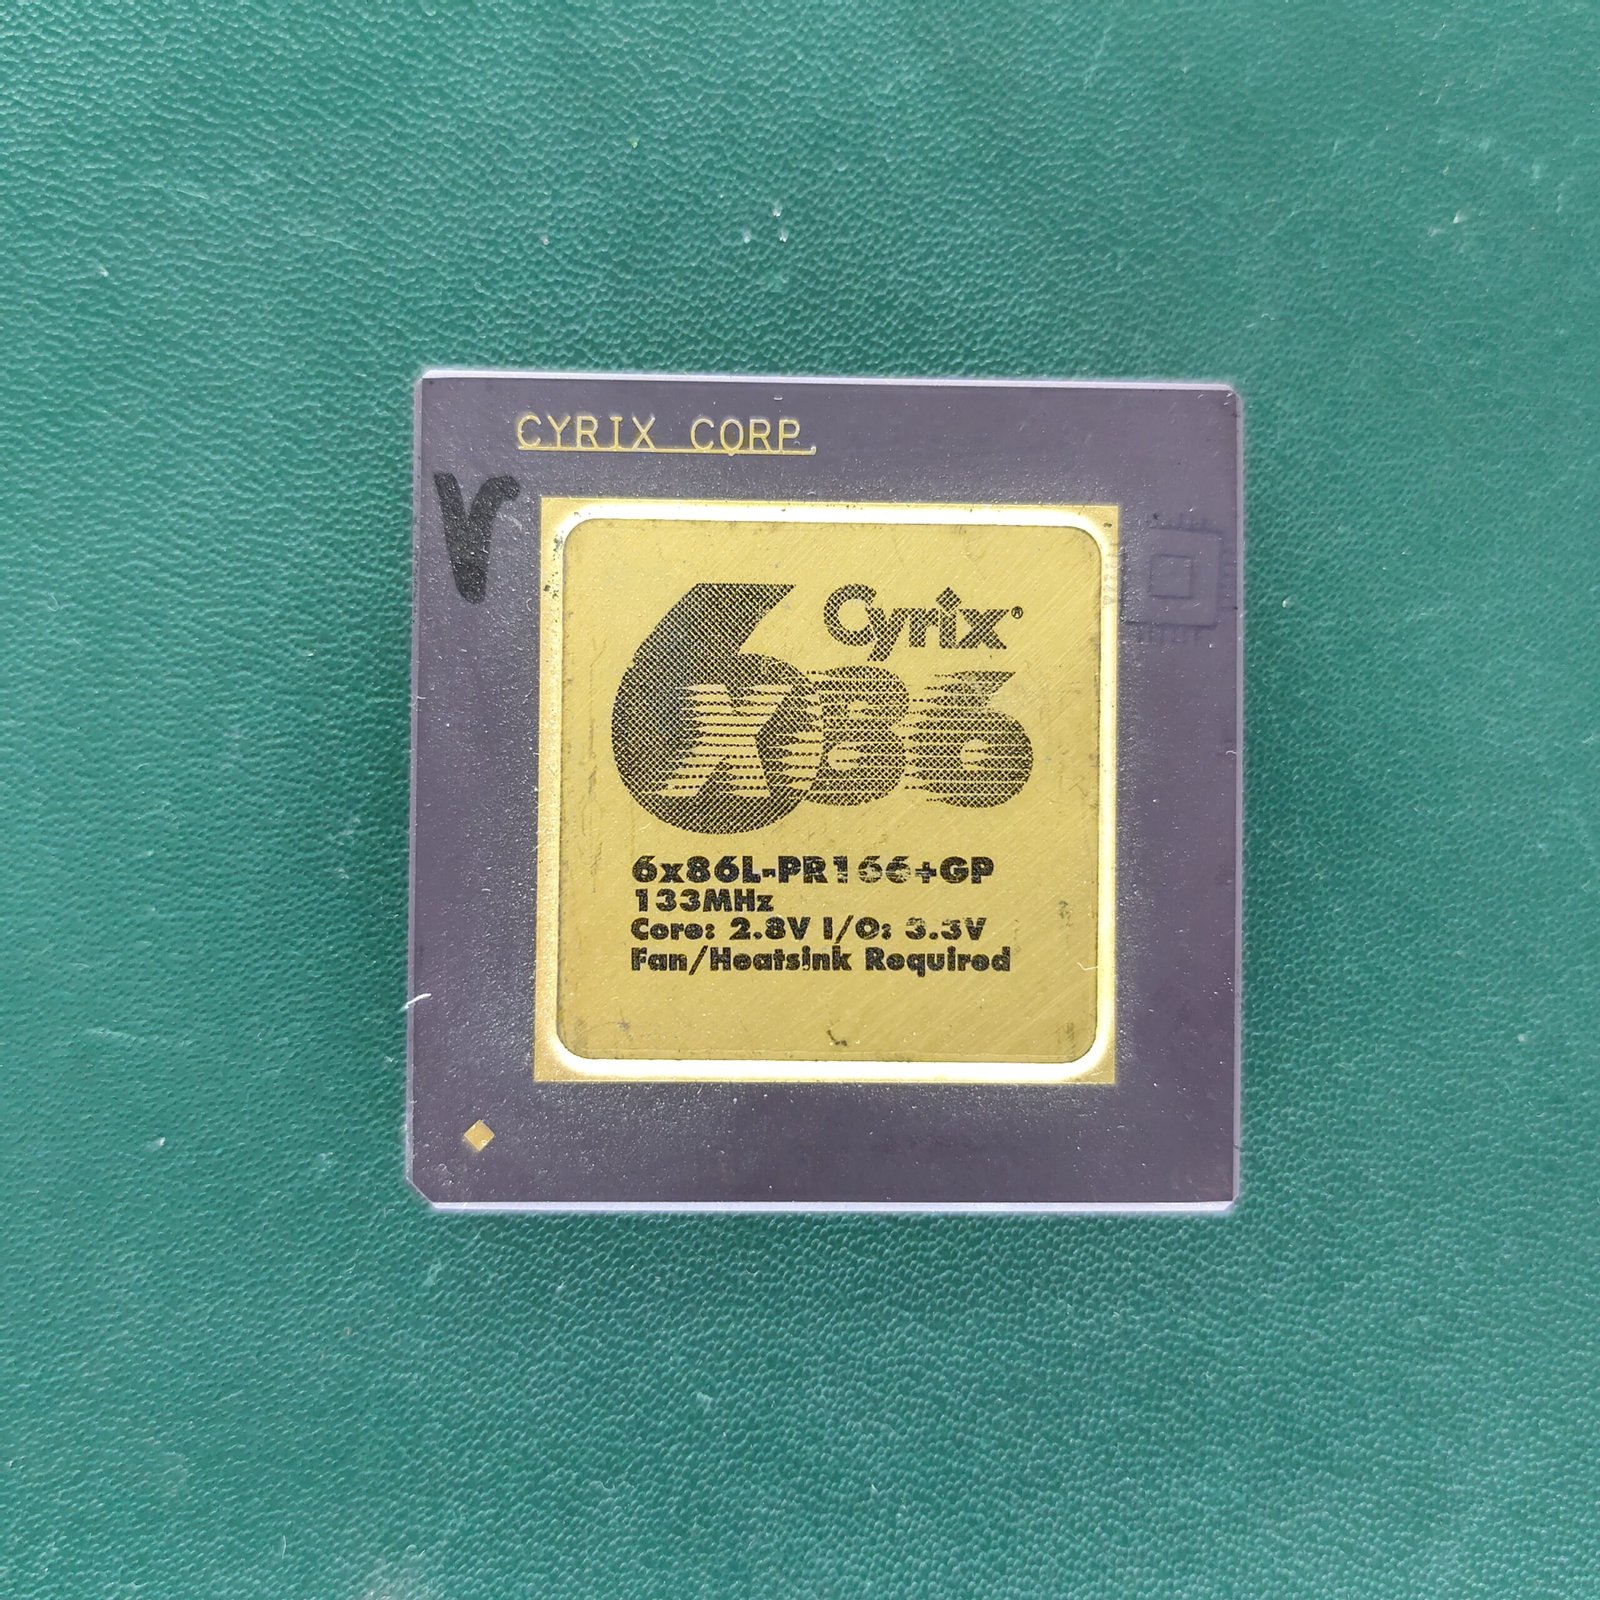 CYRIX CORP.
Cyrix®
6x86
6x86L-PR166+GP
133MHz
Core: 2.8V I/O: 3.3V
Fan/Heatsink Required